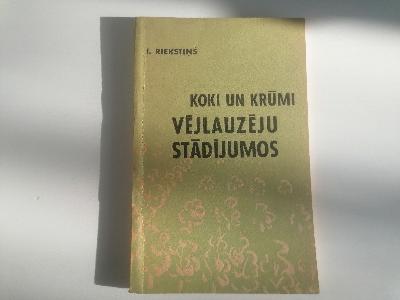 I. RIEKSTIŅŠ
KOKI UN KRŪMI
VĒJLAUZĒJU
STĀDĪJUMOS